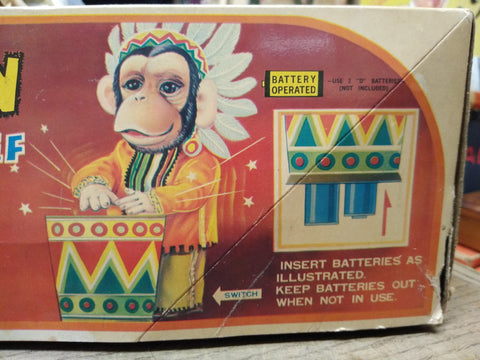 N
EF
BATTERY
OPERATED
-USE 2 "D" BATTERIES
(NOT INCLUDED)
SWITCH
INSERT BATTERIES AS
ILLUSTRATED.
KEEP BATTERIES OUT
WHEN NOT IN USE.